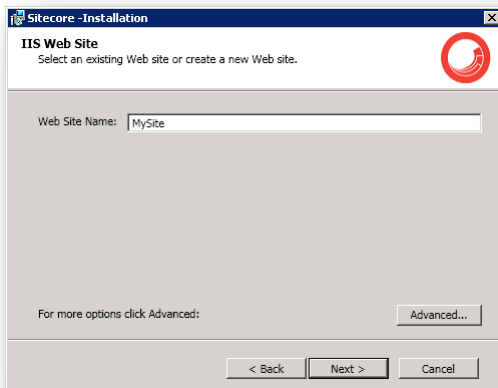 Sitecore -Installation
IIS Web Site
Select an existing Web site or create a new Web site.
Web Site Name: MySite
For more options click Advanced: Advanced...
< Back Next > Cancel